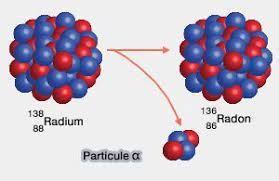 138
88 Radium
136
86 Radon
Particule α